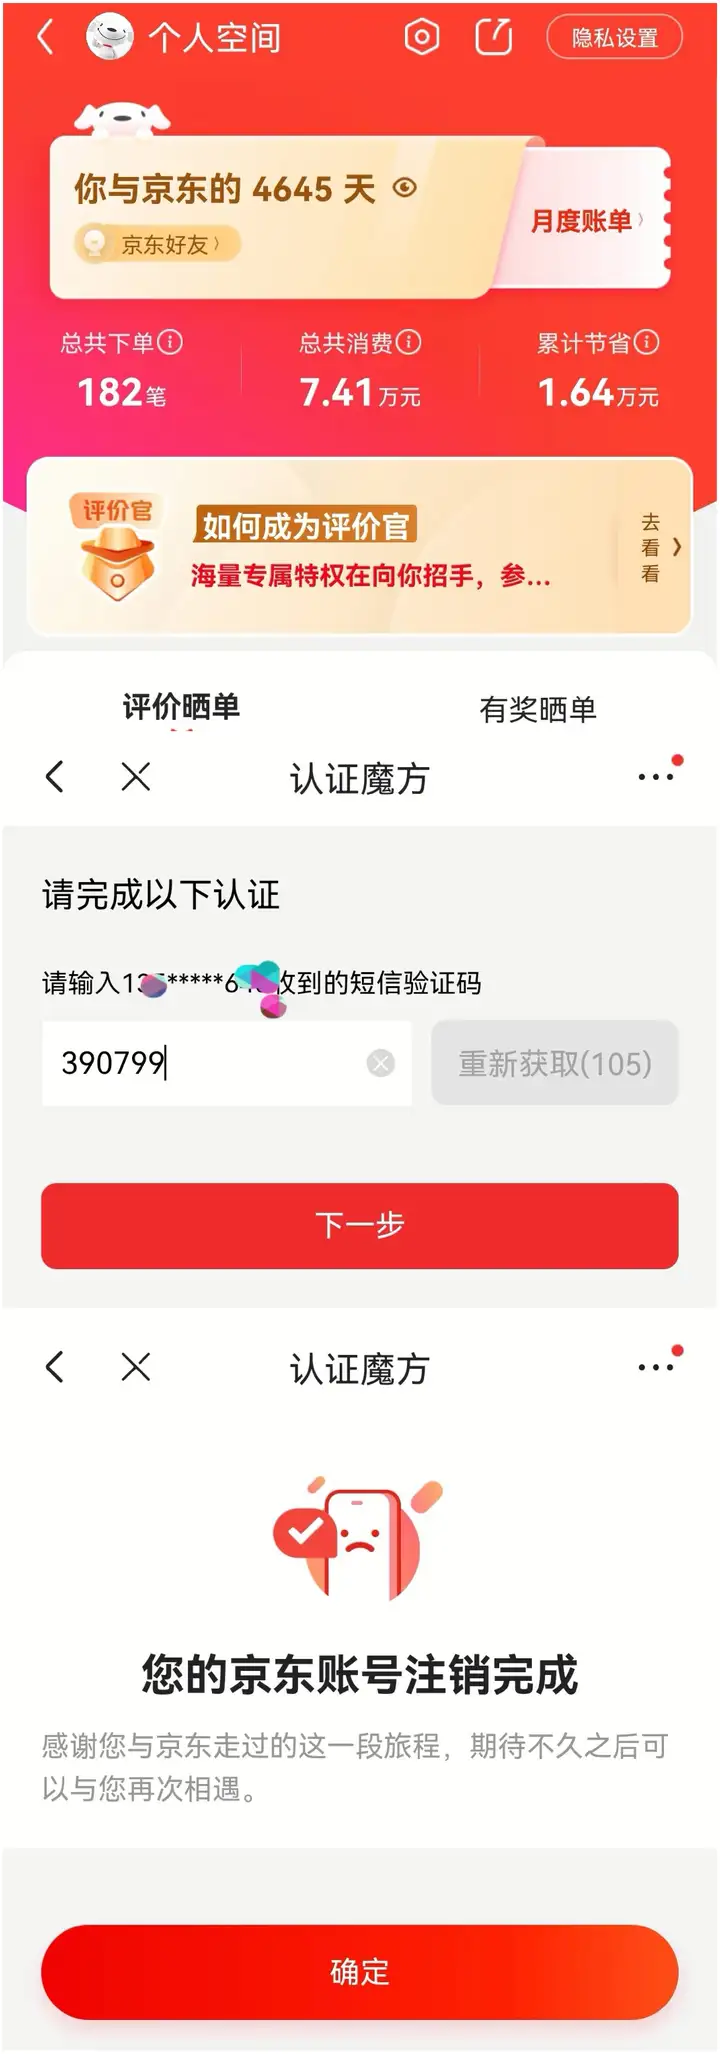 个人空间
隐私设置
你与京东的 4645 天
京东好友
月度账单
总共下单
总共消费
累计节省
182笔
7.41万元
1.64万元
评价官
如何成为评价官
海量专属特权在向你招手，参...
去看看
评价晒单
有奖晒单
认证魔方
请完成以下认证
请输入13*****6收到的短信验证码
390799
重新获取(105)
下一步
认证魔方
您的京东账号注销完成
感谢您与京东走过的这一段旅程，期待不久之后可
以与您再次相遇。
确定